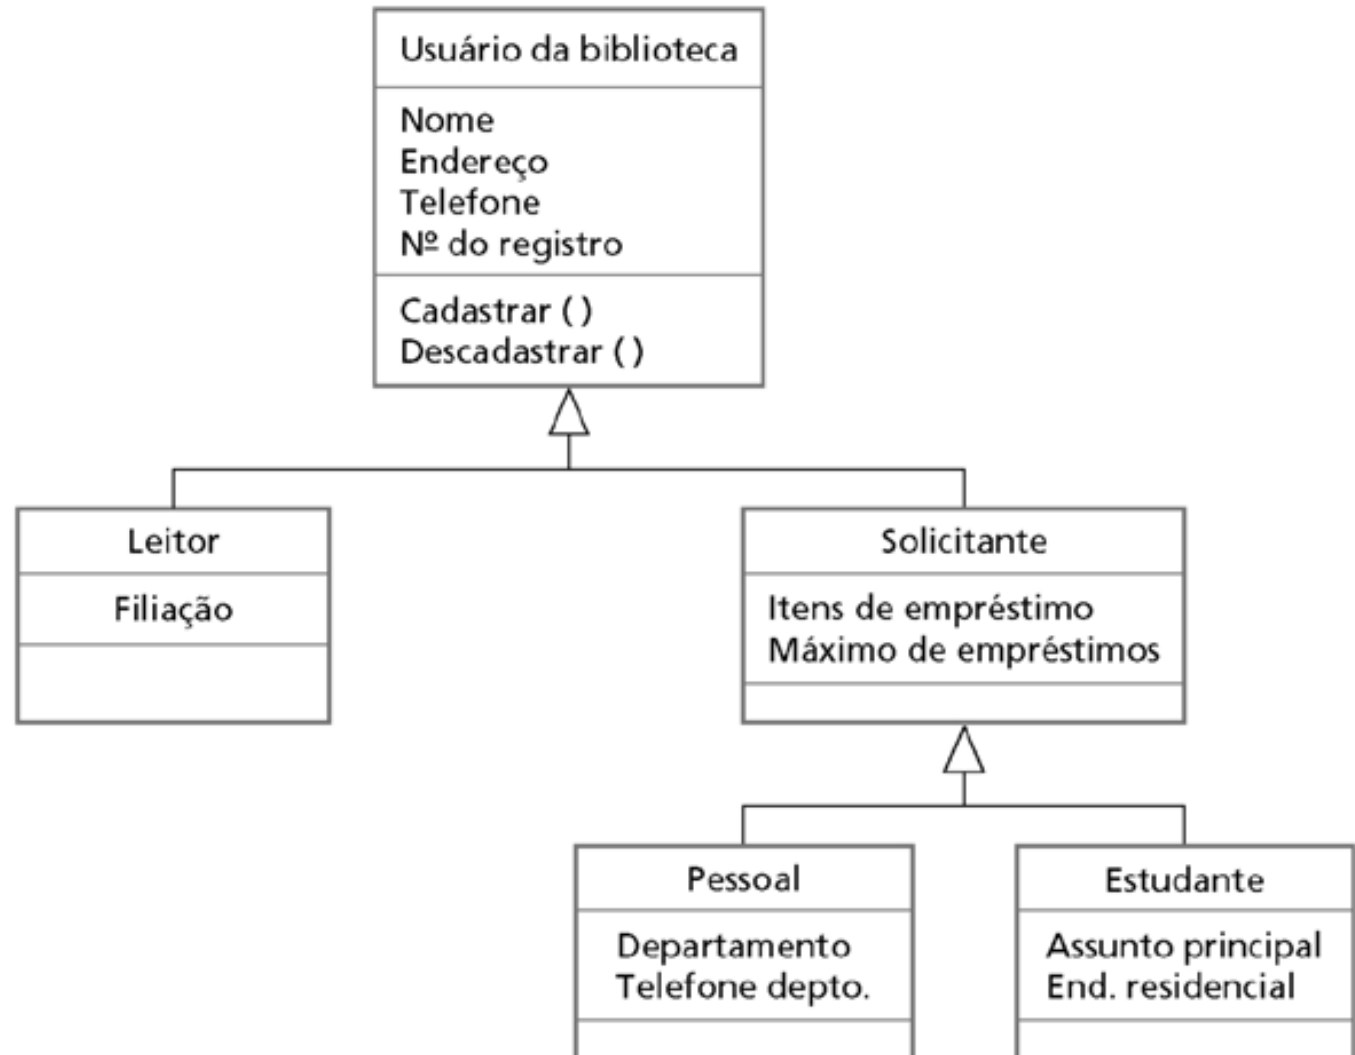 Usuário da biblioteca
Nome
Endereço
Telefone
Nº do registro
Cadastrar ( )
Descadastrar ( )
Leitor
Filiação
Solicitante
Itens de empréstimo
Máximo de empréstimos
Pessoal
Departamento
Telefone depto.
Estudante
Assunto principal
End. residencial